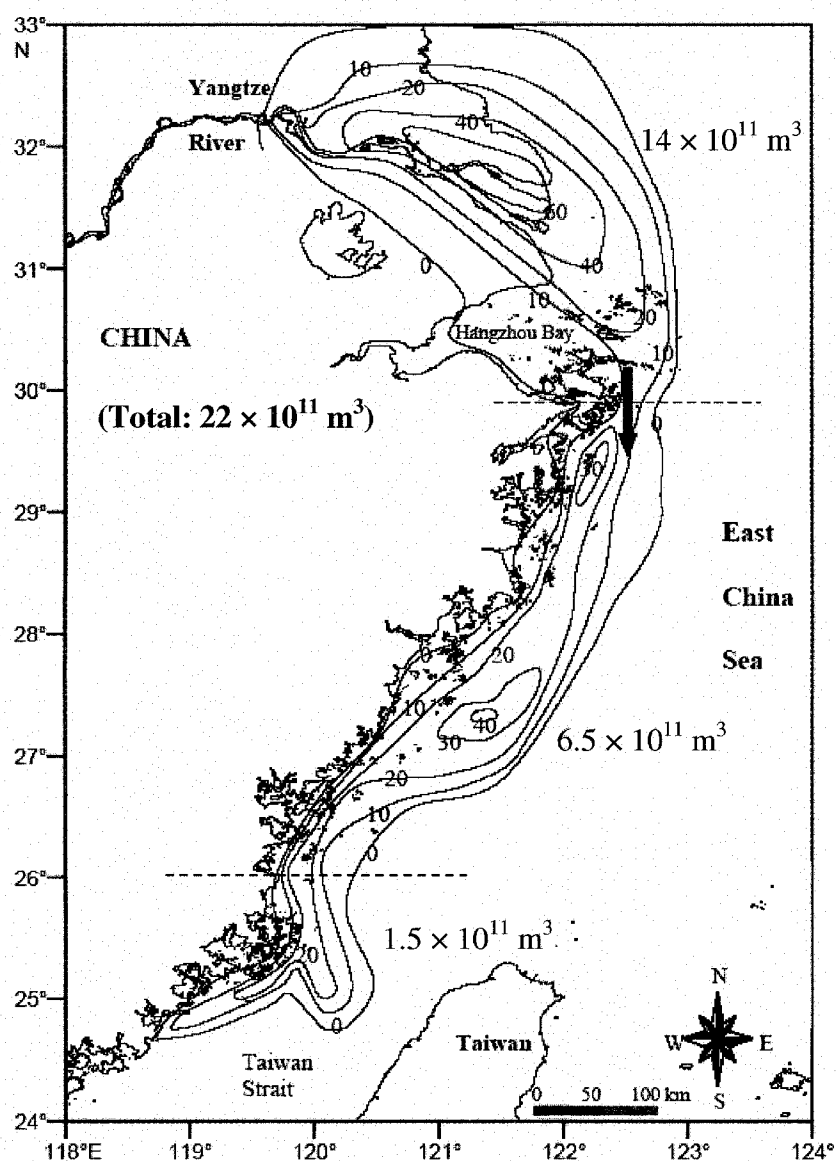 33°
N
32°
31°
30°
29°
28°
27°
26°
25°
24°
118°E
119°
120°
121°
122°
123°
124°
Yangtze
River
10
20
40
14 × 10¹¹ m³
60
40
0
10
20
10
0
Hangzhou Bay
CHINA
(Total: 22 × 10¹¹ m³)
East
China
Sea
0
20
10
40
30
6.5 × 10¹¹ m³
20
10
0
1.5 × 10¹¹ m³
0
Taiwan
Strait
Taiwan
N
W
E
S
0 50 100 km